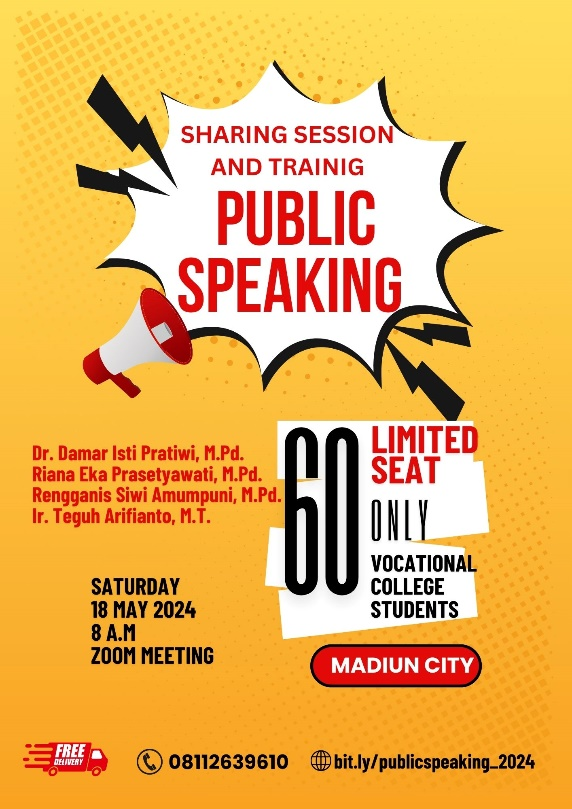 SHARING SESSION
AND TRAINIG
PUBLIC
SPEAKING
Dr. Damar Isti Pratiwi, M.Pd.
Riana Eka Prasetyawati, M.Pd.
Rengganis Siwi Amumpuni, M.Pd.
Ir. Teguh Arifianto, M.T.
60
LIMITED
SEAT
ONLY
VOCATIONAL
COLLEGE
STUDENTS
SATURDAY
18 MAY 2024
8 A.M
ZOOM MEETING
MADIUN CITY
FREE
DELIVERY
08112639610
bit.ly/publicspeaking_2024